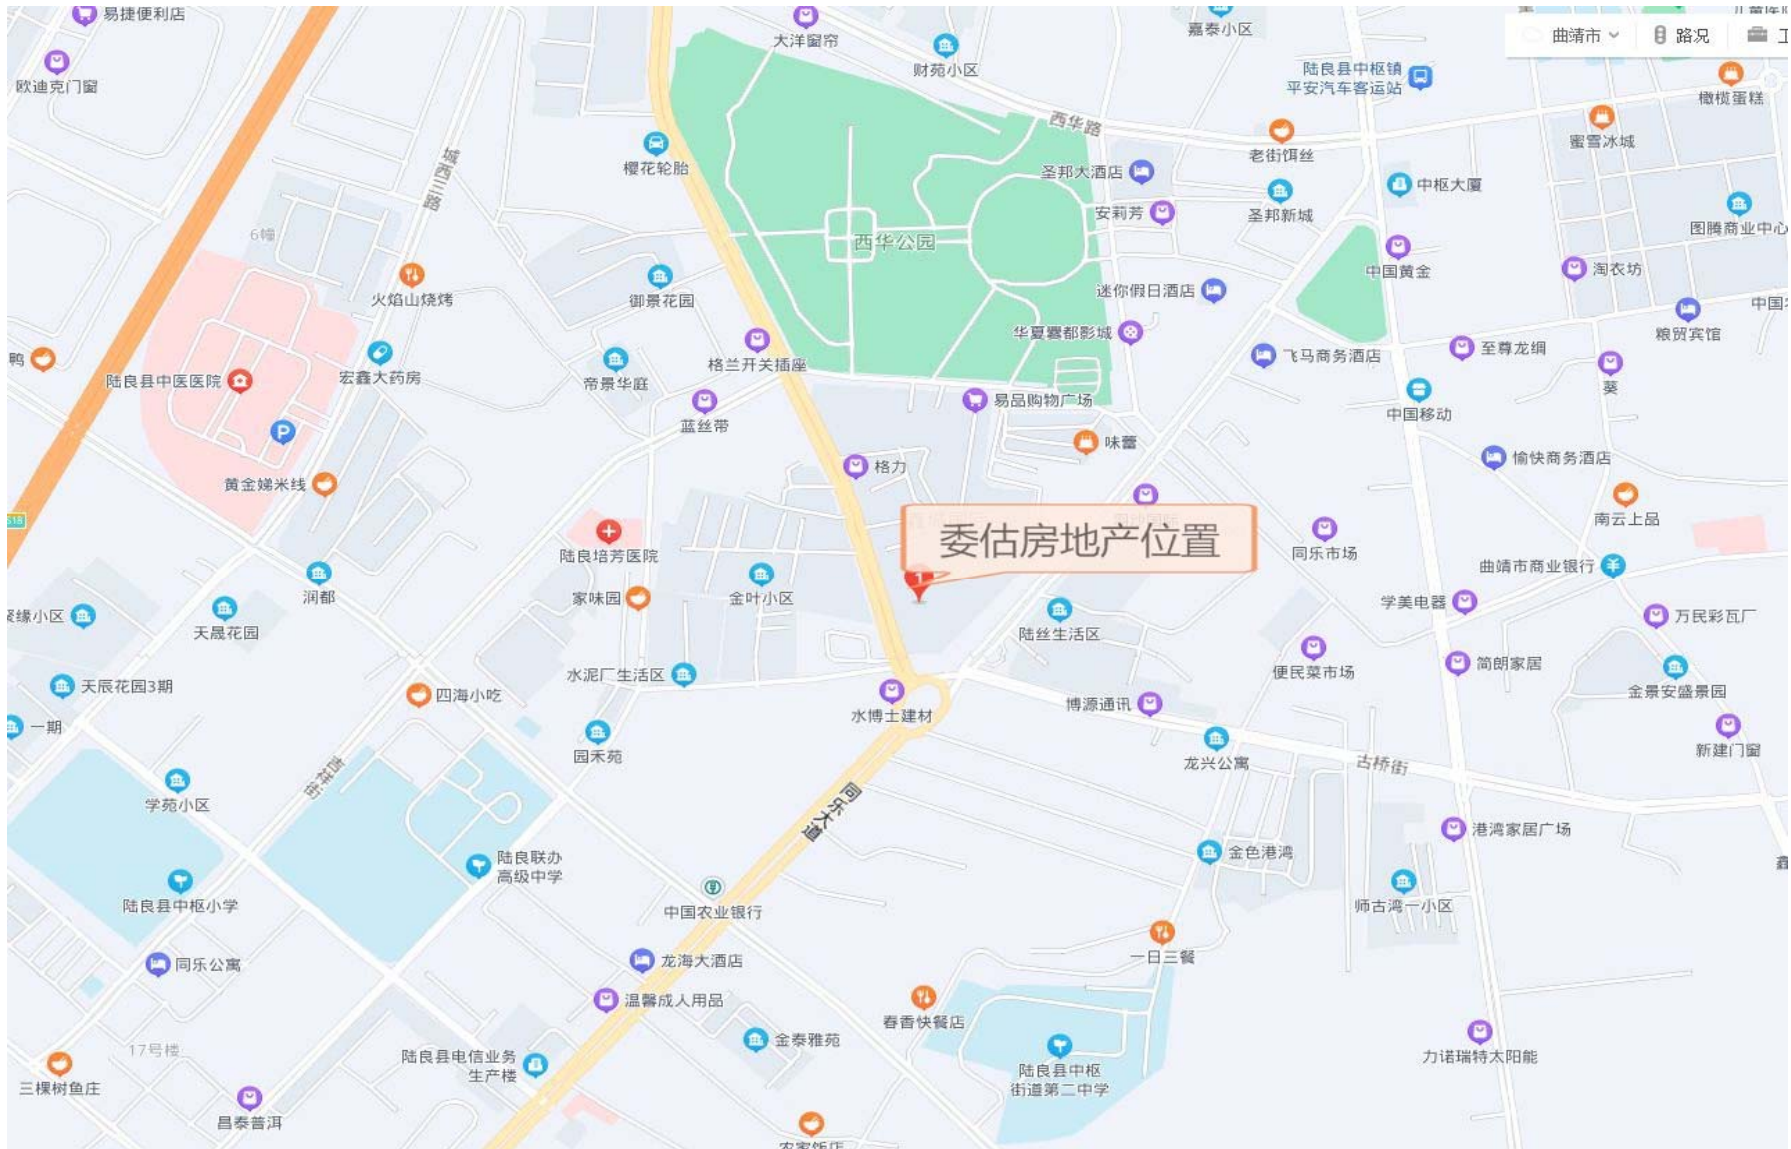 易捷便利店
大洋窗帘
嘉泰小区
曲靖市
路况
欧迪克门窗
财苑小区
陆良县中枢镇
平安汽车客运站
橄榄蛋糕
西华路
蜜雪冰城
老街饵丝
城西三路
樱花轮胎
圣邦大酒店
中枢大厦
安莉芳
圣邦新城
图腾商业中心
6幢
西华公园
中国黄金
淘衣坊
火焰山烧烤
御景花园
迷你假日酒店
粮贸宾馆
华夏爨都影城
鸭
格兰开关插座
飞马商务酒店
至尊龙绸
陆良县中医医院
宏鑫大药房
帝景华庭
葵
P
蓝丝带
易品购物广场
中国移动
味蕾
格力
愉快商务酒店
黄金娣米线
南云上品
委估房地产位置
1
陆良培芳医院
同乐市场
曲靖市商业银行
润都
金叶小区
家味园
学美电器
天晟花园
陆丝生活区
万民彩瓦厂
水泥厂生活区
便民菜市场
简朗家居
天辰花园3期
四海小吃
金景安盛景园
一期
水博士建材
博源通讯
园禾苑
新建门窗
龙兴公寓
古桥街
吉祥街
学苑小区
同乐大道
港湾家居广场
陆良联办
高级中学
金色港湾
陆良县中枢小学
中国农业银行
师古湾一小区
同乐公寓
龙海大酒店
一日三餐
温馨成人用品
春香快餐店
17号楼
金泰雅苑
陆良县电信业务
生产楼
陆良县中枢
街道第二中学
力诺瑞特太阳能
三棵树鱼庄
昌泰普洱